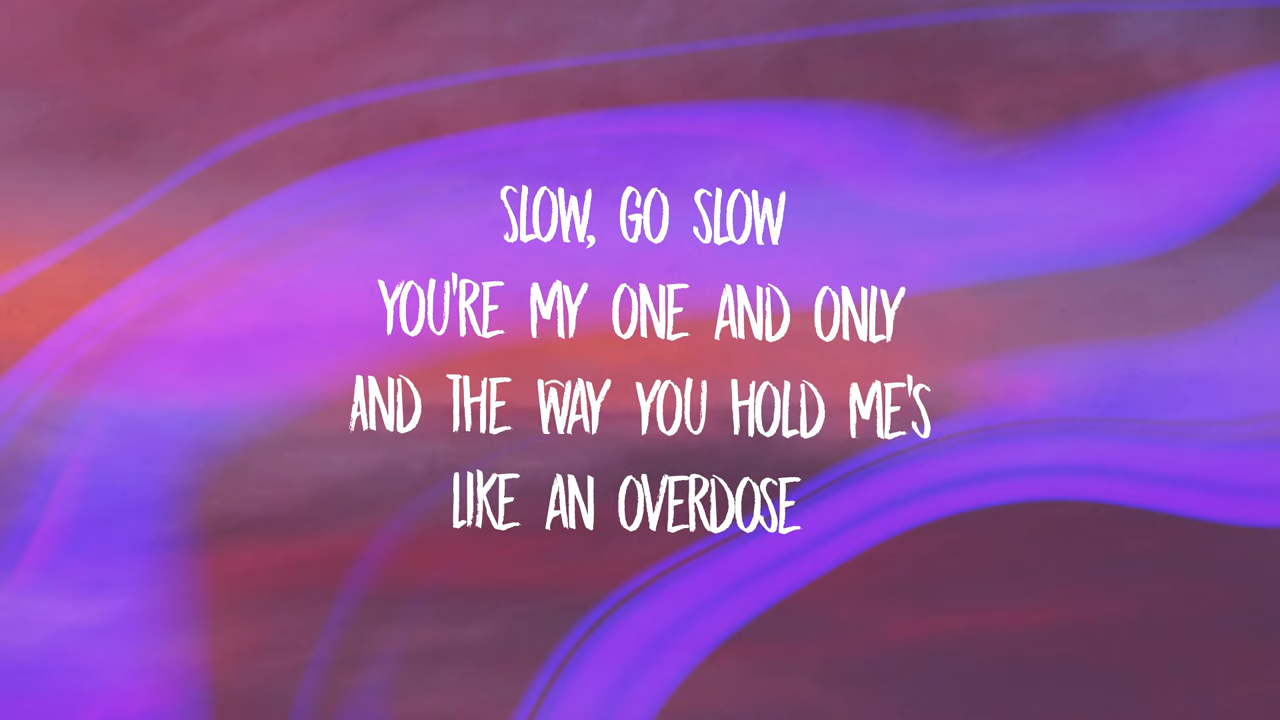 SLOW, GO SLOW
YOU'RE MY ONE AND ONLY
AND THE WAY YOU HOLD ME'S
LIKE AN OVERDOSE